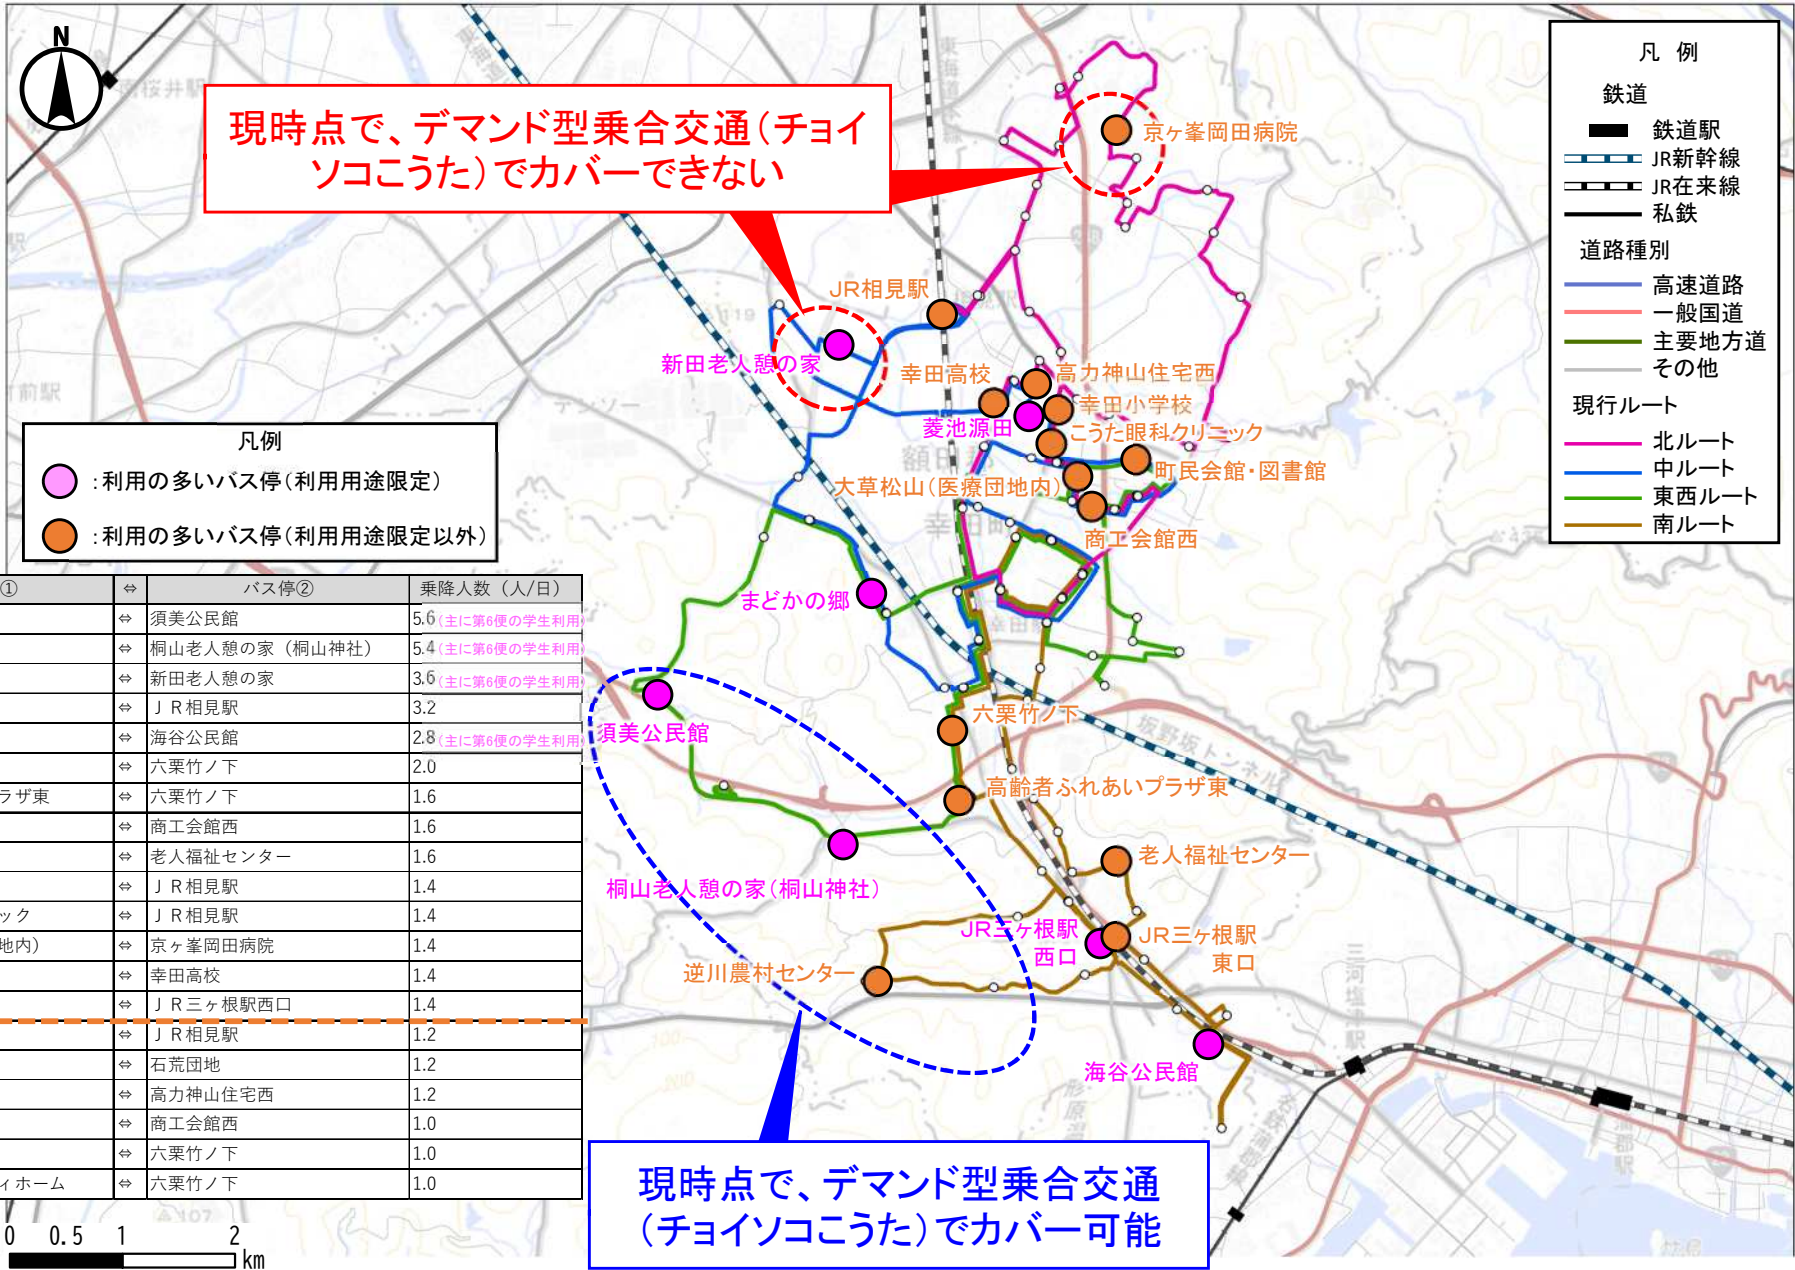 N
南桜井駅
現時点で、デマンド型乗合交通(チョイ
ソコこうた)でカバーできない
京ヶ峯岡田病院
凡 例
鉄道
鉄道駅
JR新幹線
JR在来線
私鉄
道路種別
高速道路
一般国道
主要地方道
その他
現行ルート
北ルート
中ルート
東西ルート
南ルート
JR相見駅
119
新田老人憩の家
幸田高校
高力神山住宅西
幸田小学校
菱池源田
こうた眼科クリニック
町民会館・図書館
大草松山(医療団地内)
商工会館西
デンソー
凡例
:利用の多いバス停(利用用途限定)
:利用の多いバス停(利用用途限定以外)
まどかの郷
須美公民館
六栗竹ノ下
坂野坂トンネル
高齢者ふれあいプラザ東
桐山老人憩の家(桐山神社)
老人福祉センター
JR三ヶ根駅
西口
JR三ヶ根駅
東口
逆川農村センター
海谷公民館
三河塩津駅
① ⇔ バス停② 乗降人数(人/日)
⇔ 須美公民館 5.6(主に第6便の学生利用)
⇔ 桐山老人憩の家(桐山神社) 5.4(主に第6便の学生利用)
⇔ 新田老人憩の家 3.6(主に第6便の学生利用)
⇔ JR相見駅 3.2
⇔ 海谷公民館 2.8(主に第6便の学生利用)
⇔ 六栗竹ノ下 2.0
ラザ東 ⇔ 六栗竹ノ下 1.6
⇔ 商工会館西 1.6
⇔ 老人福祉センター 1.6
⇔ JR相見駅 1.4
ック ⇔ JR相見駅 1.4
地内) ⇔ 京ヶ峯岡田病院 1.4
⇔ 幸田高校 1.4
⇔ JR三ヶ根駅西口 1.4
⇔ JR相見駅 1.2
⇔ 石荒団地 1.2
⇔ 高力神山住宅西 1.2
⇔ 商工会館西 1.0
⇔ 六栗竹ノ下 1.0
ィホーム ⇔ 六栗竹ノ下 1.0
107
現時点で、デマンド型乗合交通
(チョイソコこうた)でカバー可能
0 0.5 1 2
km